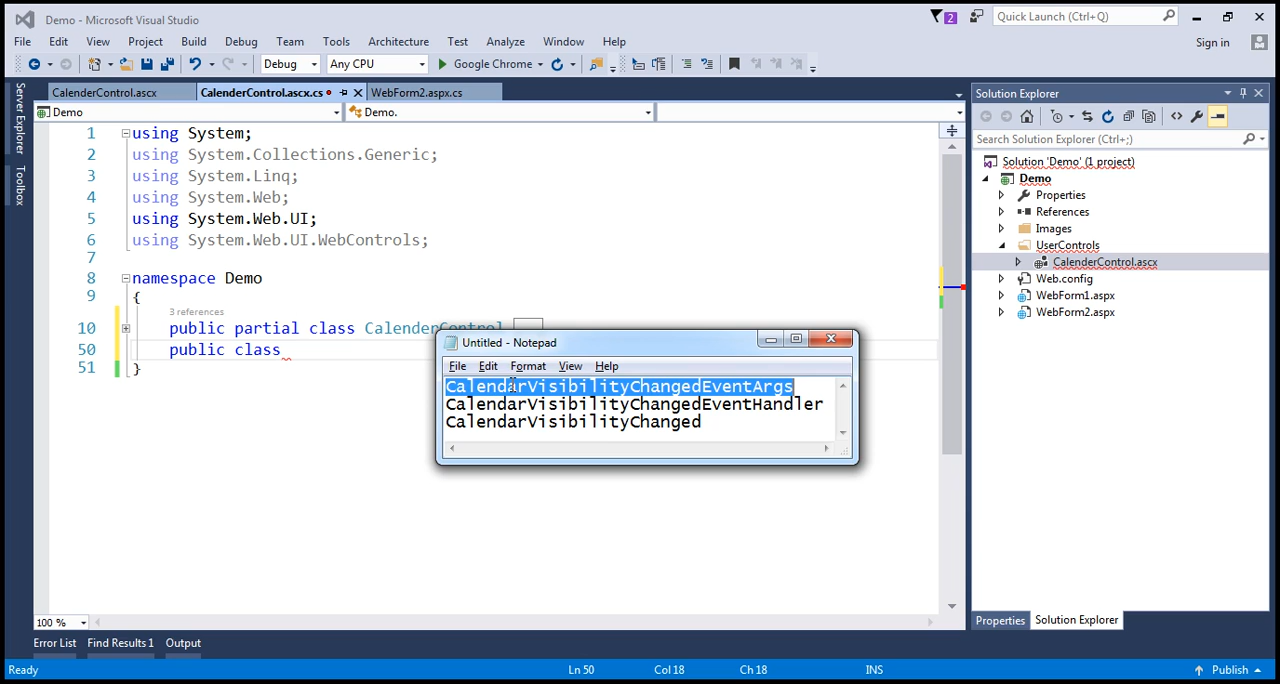 Demo - Microsoft Visual Studio
2
Quick Launch (Ctrl+Q)
File Edit View Project Build Debug Team Tools Architecture Test Analyze Window Help
Sign in
Debug Any CPU Google Chrome
Server Explorer
Toolbox
CalenderControl.ascx CalenderControl.ascx.cs WebForm2.aspx.cs
Demo Demo.
1 using System;
2 using System.Collections.Generic;
3 using System.Linq;
4 using System.Web;
5 using System.Web.UI;
6 using System.Web.UI.WebControls;
7
8 namespace Demo
9 {
3 references
10 public partial class CalenderControl ...
50 public class
51 }
Untitled - Notepad
File Edit Format View Help
CalendarVisibilityChangedEventArgs
CalendarVisibilityChangedEventHandler
CalendarVisibilityChanged
Solution Explorer
Search Solution Explorer (Ctrl+;)
Solution 'Demo' (1 project)
Demo
Properties
References
Images
UserControls
CalenderControl.ascx
Web.config
WebForm1.aspx
WebForm2.aspx
Properties Solution Explorer
100 %
Error List Find Results 1 Output
Ready Ln 50 Col 18 Ch 18 INS Publish